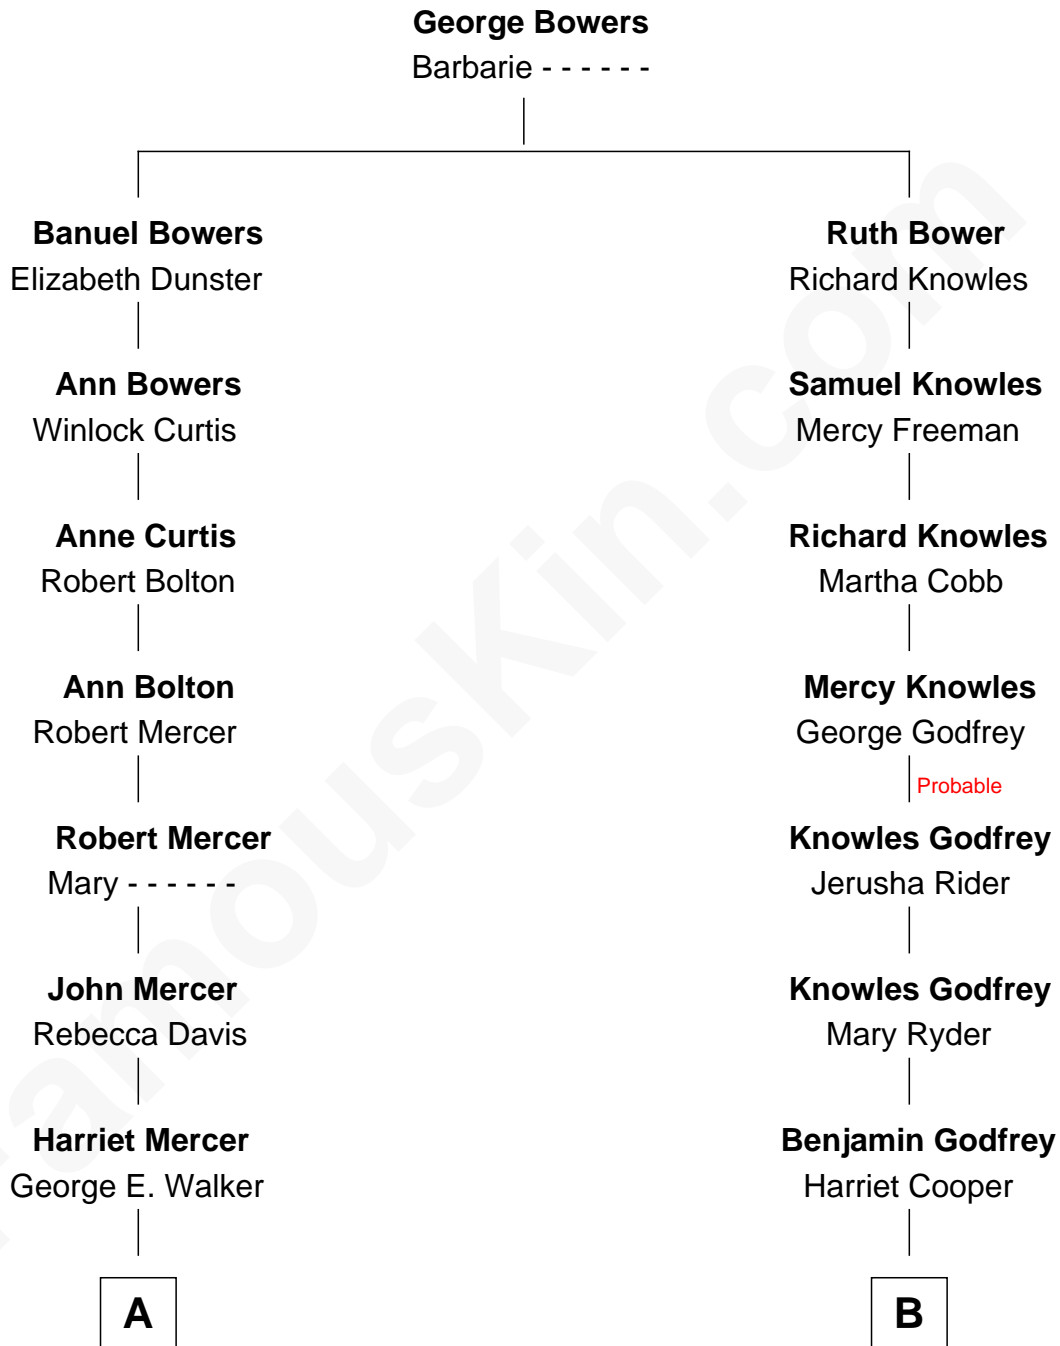 George Bowers
Barbarie - - - - - -
Banuel Bowers
Elizabeth Dunster
Ruth Bower
Richard Knowles
Ann Bowers
Winlock Curtis
Samuel Knowles
Mercy Freeman
Anne Curtis
Robert Bolton
Richard Knowles
Martha Cobb
Ann Bolton
Robert Mercer
Mercy Knowles
George Godfrey
Probable
Robert Mercer
Mary - - - - - -
Knowles Godfrey
Jerusha Rider
John Mercer
Rebecca Davis
Knowles Godfrey
Mary Ryder
Harriet Mercer
George E. Walker
Benjamin Godfrey
Harriet Cooper
A
B
FamousKin.com